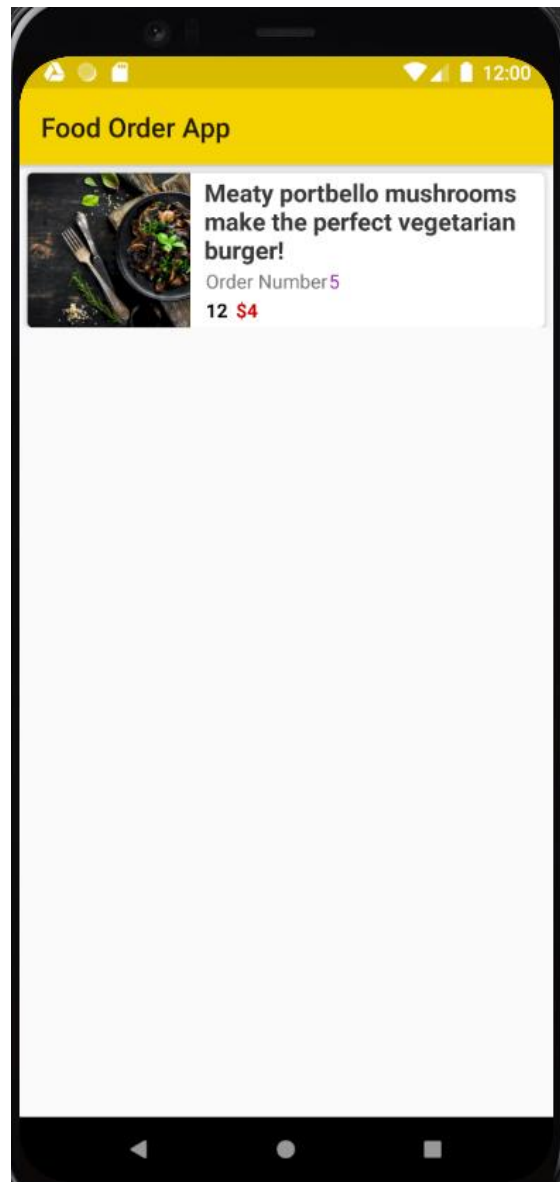 12:00
Food Order App
Meaty portbello mushrooms
make the perfect vegetarian
burger!
Order Number5
12 $4